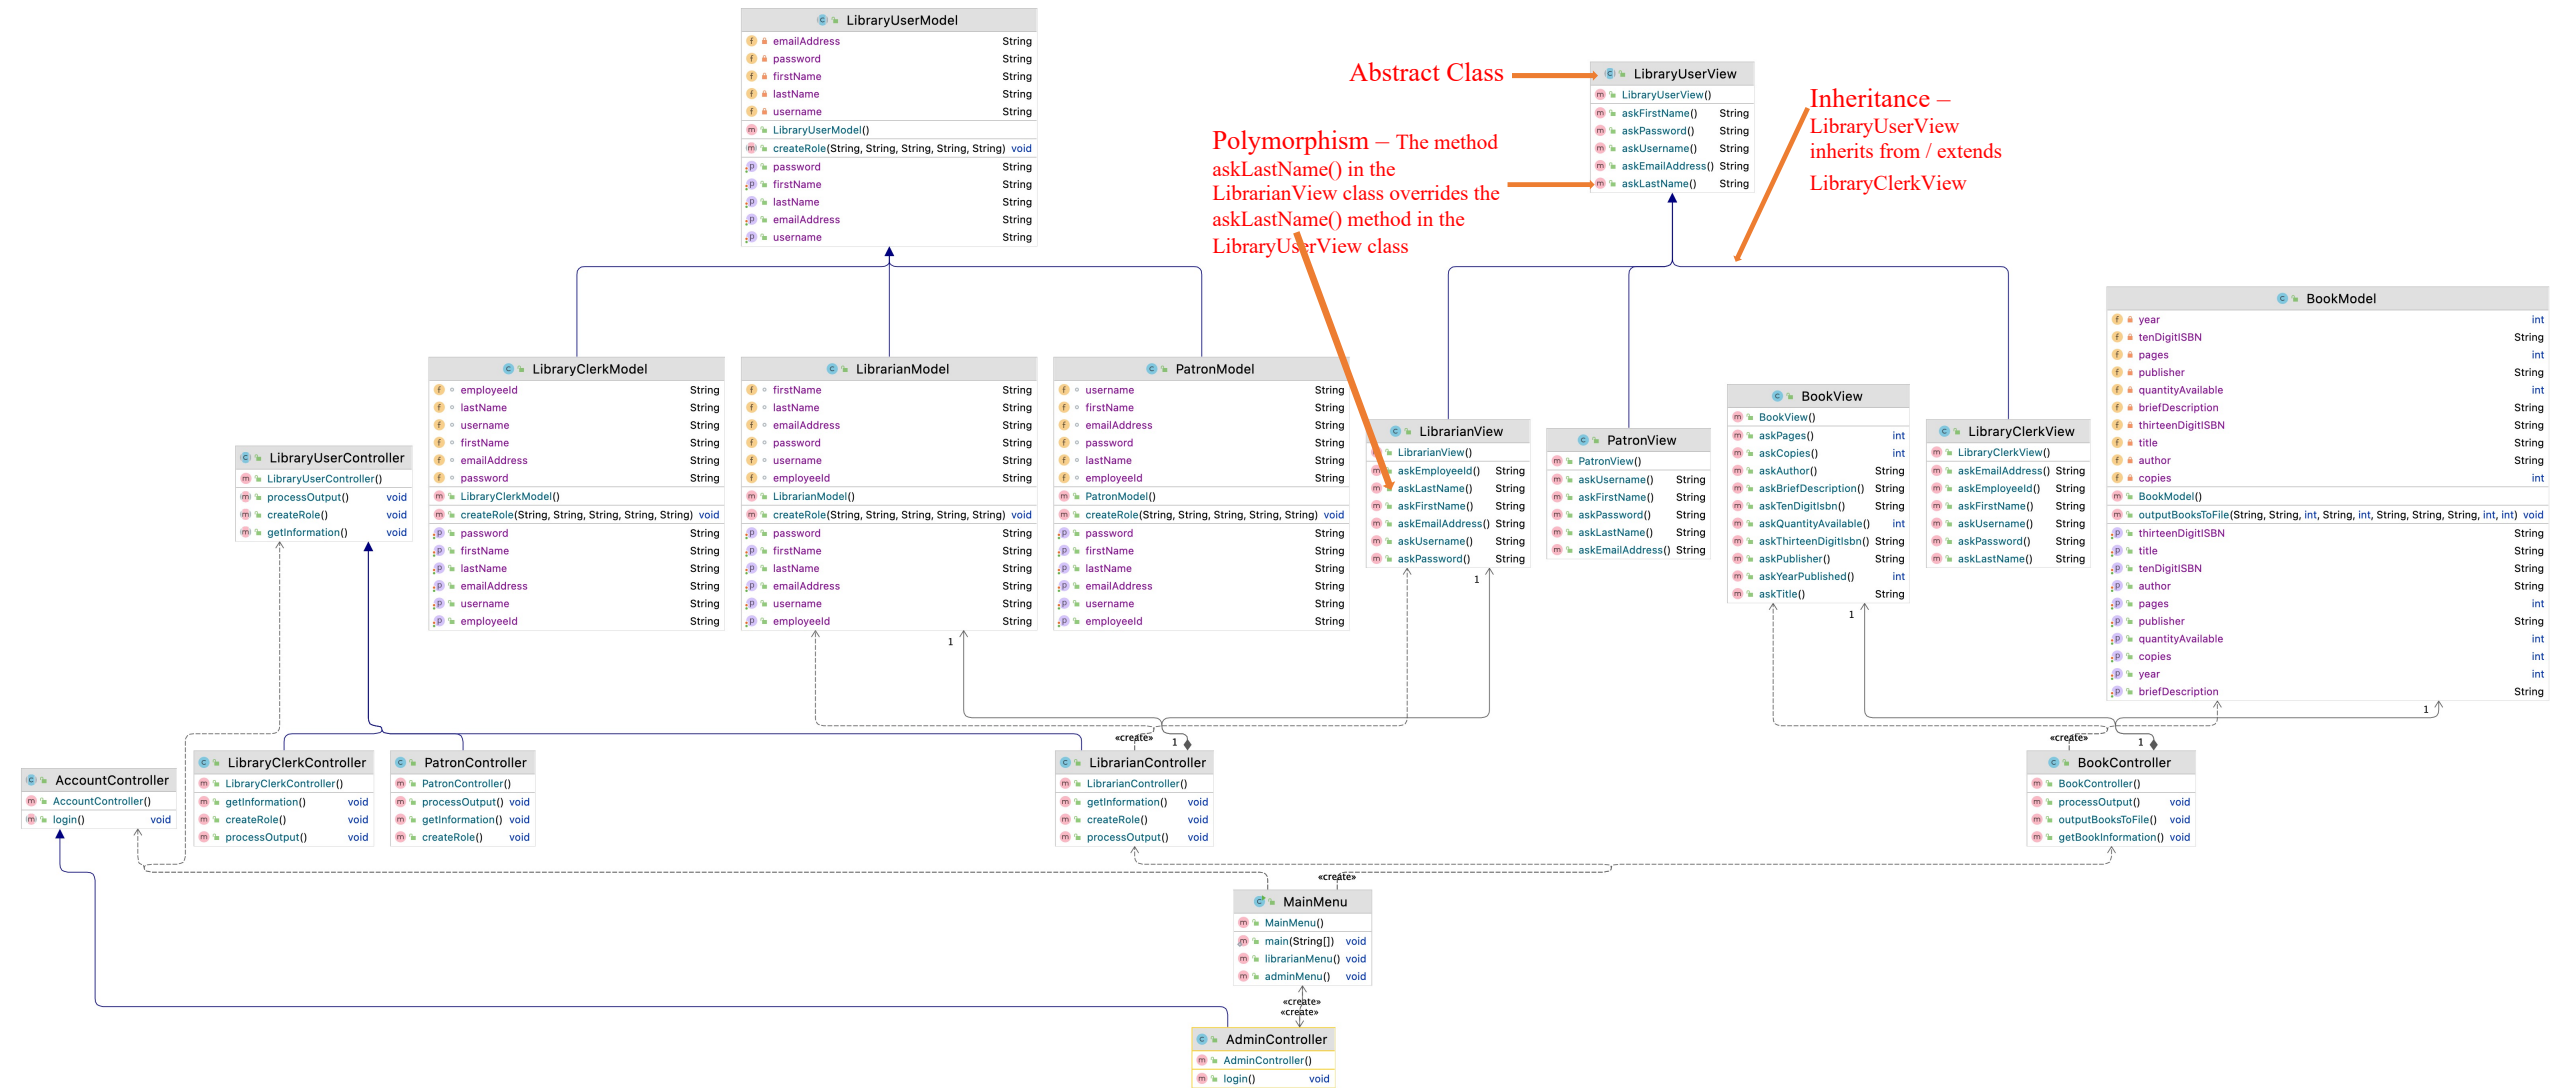 LibraryUserModel
emailAddress String
password String
firstName String
lastName String
username String
LibraryUserModel()
createRole(String, String, String, String, String) void
password String
firstName String
lastName String
emailAddress String
username String
Abstract Class
LibraryUserView
LibraryUserView()
askFirstName() String
askPassword() String
askUsername() String
askEmailAddress() String
askLastName() String
Polymorphism – The method
askLastName() in the
LibrarianView class overrides the
askLastName() method in the
LibraryUserView class
Inheritance –
LibraryUserView
inherits from / extends
LibraryClerkView
LibraryUserController
LibraryUserController()
processOutput() void
createRole() void
getInformation() void
LibraryClerkModel
employeeId String
lastName String
username String
firstName String
emailAddress String
password String
LibraryClerkModel()
createRole(String, String, String, String, String) void
password String
firstName String
lastName String
emailAddress String
username String
employeeId String
LibrarianModel
firstName String
lastName String
emailAddress String
password String
username String
employeeId String
LibrarianModel()
createRole(String, String, String, String, String) void
password String
firstName String
lastName String
emailAddress String
username String
employeeId String
1
PatronModel
username String
firstName String
emailAddress String
password String
lastName String
employeeId String
PatronModel()
createRole(String, String, String, String, String) void
password String
firstName String
lastName String
emailAddress String
username String
employeeId String
LibrarianView
LibrarianView()
askEmployeeId() String
askLastName() String
askFirstName() String
askEmailAddress() String
askUsername() String
askPassword() String
1
PatronView
PatronView()
askUsername() String
askFirstName() String
askPassword() String
askLastName() String
askEmailAddress() String
BookView
BookView()
askPages() int
askCopies() int
askAuthor() String
askBriefDescription() String
askTenDigitIsbn() String
askQuantityAvailable() int
askThirteenDigitIsbn() String
askPublisher() String
askYearPublished() int
askTitle() String
1
LibraryClerkView
LibraryClerkView()
askEmailAddress() String
askEmployeeId() String
askFirstName() String
askUsername() String
askPassword() String
askLastName() String
BookModel
year int
tenDigitISBN String
pages int
publisher String
quantityAvailable int
briefDescription String
thirteenDigitISBN String
title String
author String
copies int
BookModel()
outputBooksToFile(String, String, int, String, int, String, String, String, int, int) void
thirteenDigitISBN String
title String
tenDigitISBN String
author String
pages int
publisher String
quantityAvailable int
copies int
year int
briefDescription String
1
AccountController
AccountController()
login() void
LibraryClerkController
LibraryClerkController()
getInformation() void
createRole() void
processOutput() void
PatronController
PatronController()
processOutput() void
getInformation() void
createRole() void
«create» 1
LibrarianController
LibrarianController()
getInformation() void
createRole() void
processOutput() void
«create» 1
BookController
BookController()
processOutput() void
outputBooksToFile() void
getBookInformation() void
«create»
MainMenu
MainMenu()
main(String[]) void
librarianMenu() void
adminMenu() void
«create»
«create»
AdminController
AdminController()
login() void